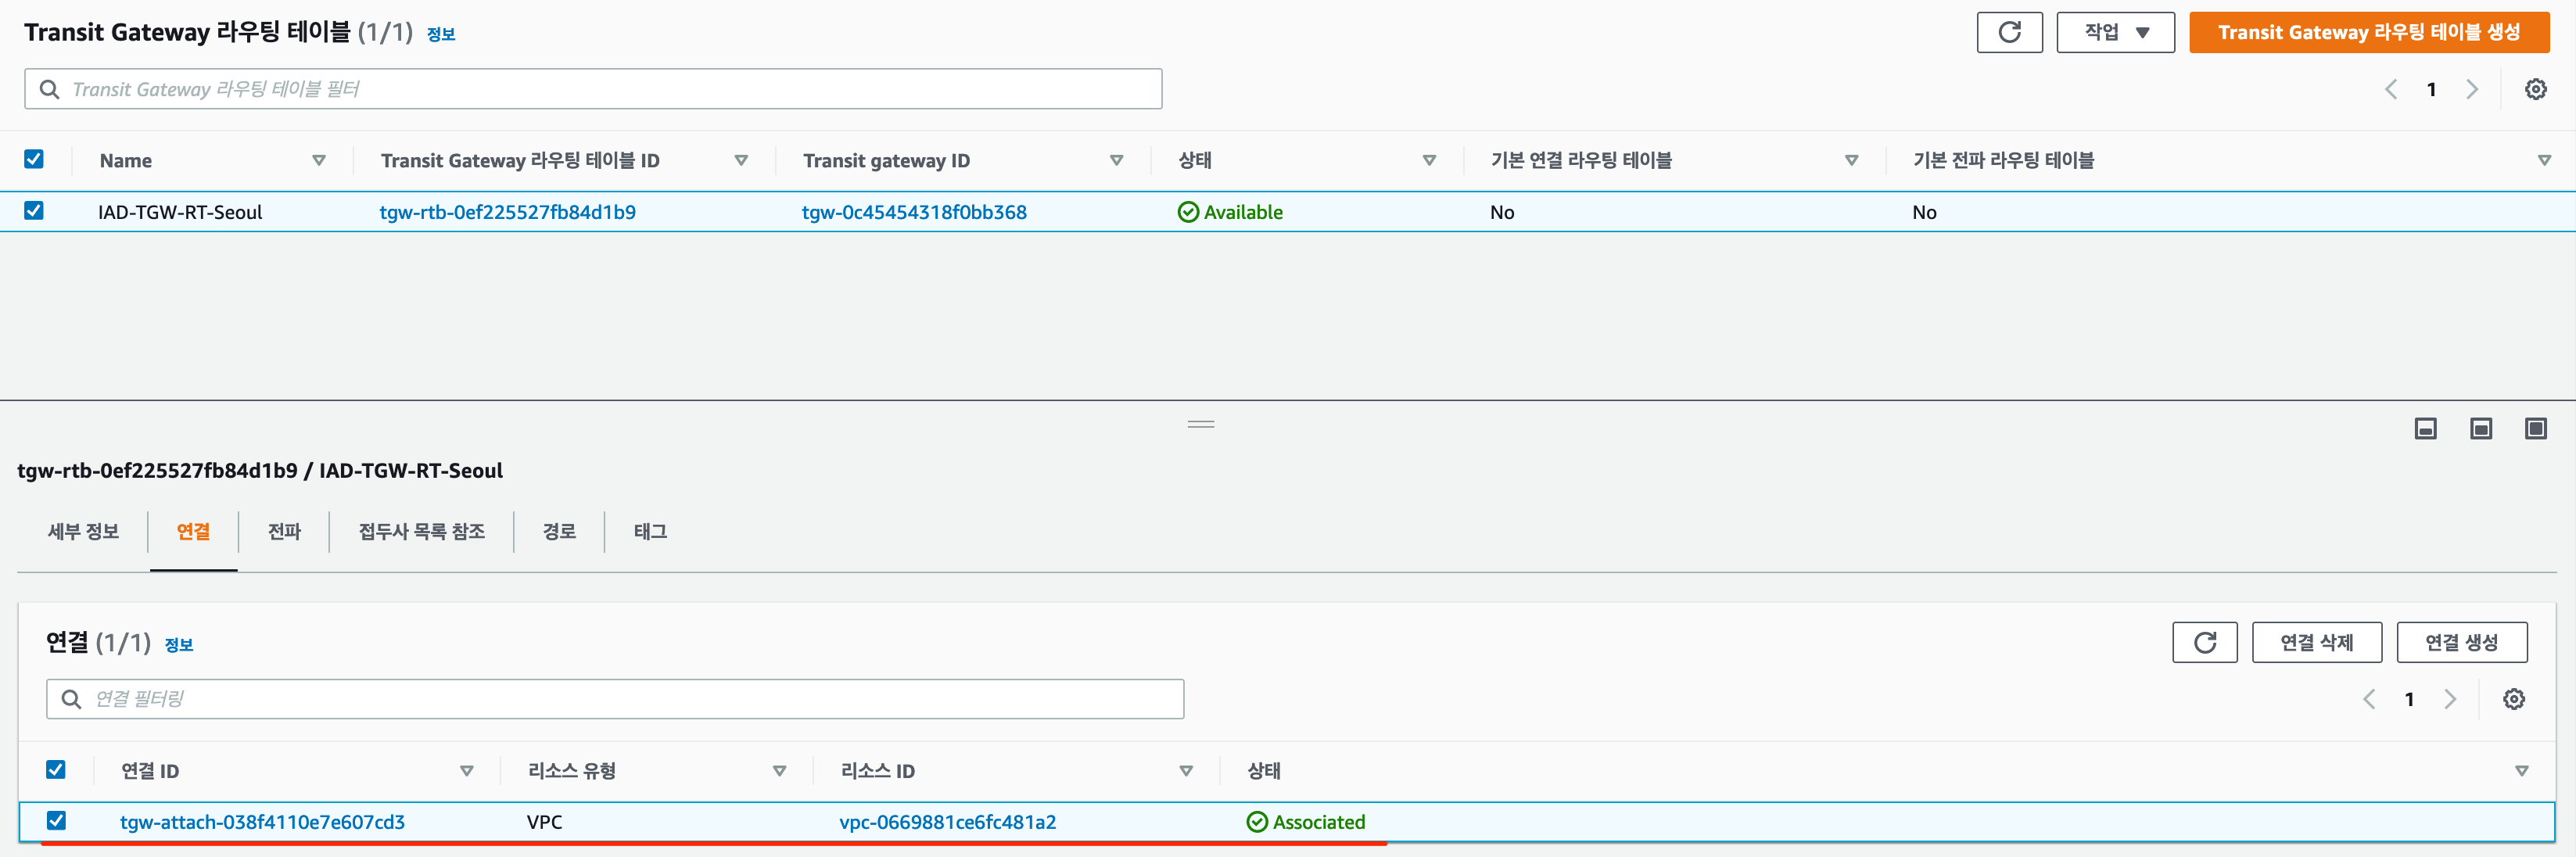 Transit Gateway 라우팅 테이블 (1/1) 정보
작업
Transit Gateway 라우팅 테이블 생성
Transit Gateway 라우팅 테이블 필터
1
Name Transit Gateway 라우팅 테이블 ID Transit gateway ID 상태 기본 연결 라우팅 테이블 기본 전파 라우팅 테이블
IAD-TGW-RT-Seoul tgw-rtb-0ef225527fb84d1b9 tgw-0c45454318f0bb368 Available No No
tgw-rtb-0ef225527fb84d1b9 / IAD-TGW-RT-Seoul
세부 정보 연결 전파 접두사 목록 참조 경로 태그
연결 (1/1) 정보
연결 삭제 연결 생성
연결 필터링
1
연결 ID 리소스 유형 리소스 ID 상태
tgw-attach-038f4110e7e607cd3 VPC vpc-0669881ce6fc481a2 Associated